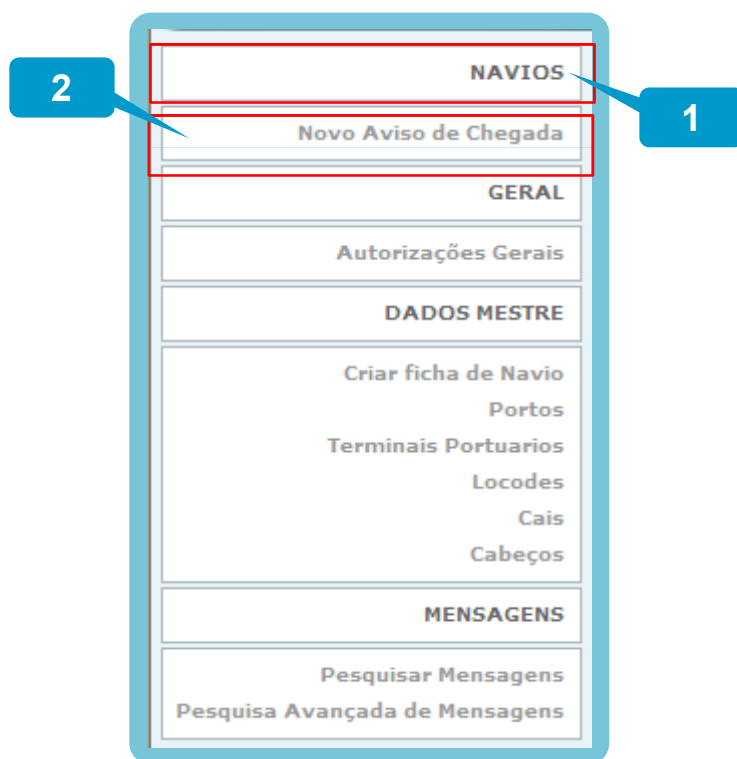 NAVIOS
2
1
Novo Aviso de Chegada
GERAL
Autorizações Gerais
DADOS MESTRE
Criar ficha de Navio
Portos
Terminais Portuarios
Locodes
Cais
Cabeços
MENSAGENS
Pesquisar Mensagens
Pesquisa Avançada de Mensagens